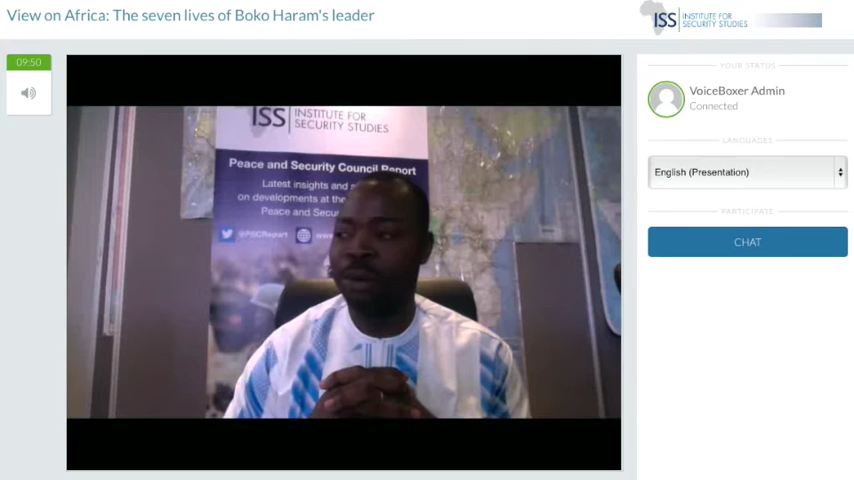 View on Africa: The seven lives of Boko Haram's leader
ISS | INSTITUTE FOR
SECURITY STUDIES
09:50
YOUR STATUS
VoiceBoxer Admin
Connected
LANGUAGES
English (Presentation)
PARTICIPATE
CHAT
ISS | INSTITUTE FOR
SECURITY STUDIES
Peace and Security Council Report
Latest insights and
on developments at the
Peace and Secu
@PSCReport
www